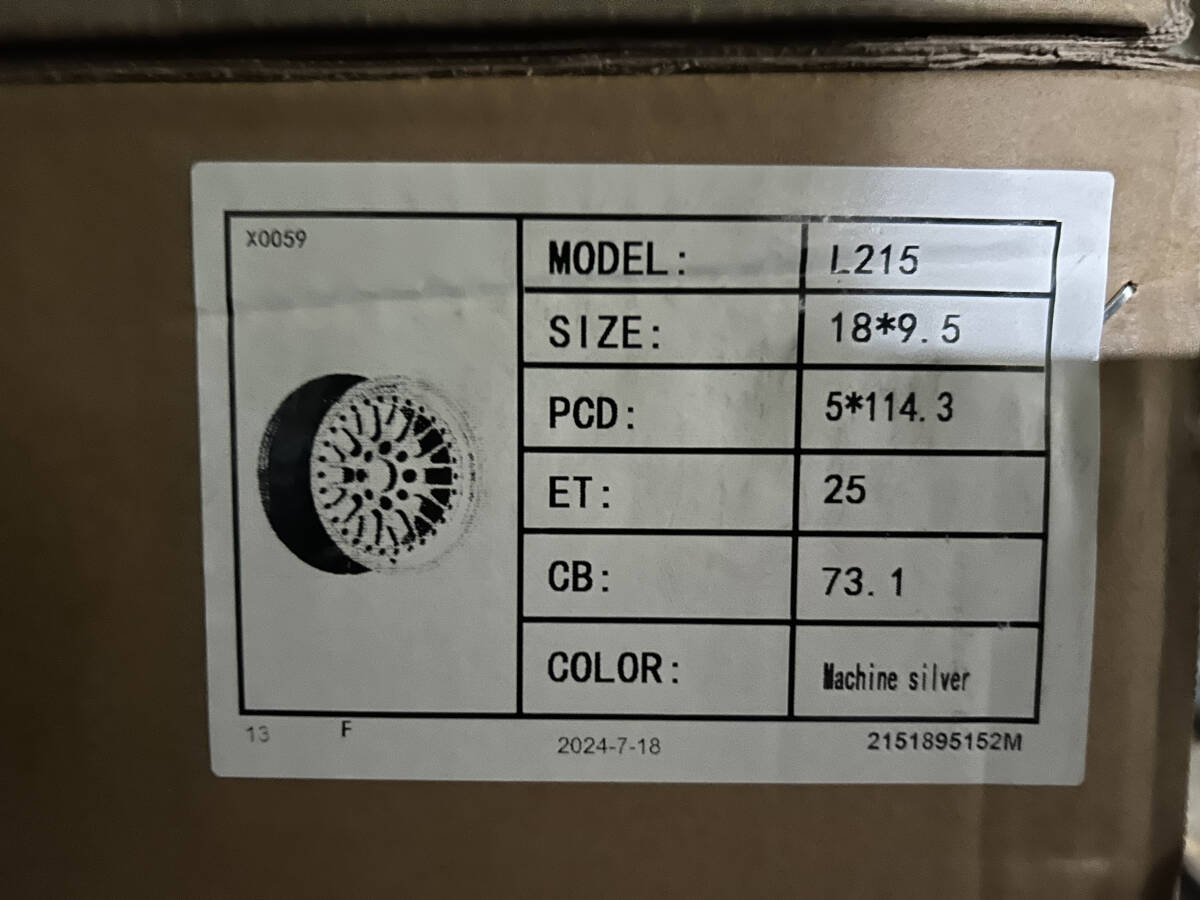 X0059
MODEL: L215
SIZE: 18*9.5
PCD: 5*114.3
ET: 25
CB: 73.1
COLOR: Machine silver
13 F 2024-7-18 2151895152M